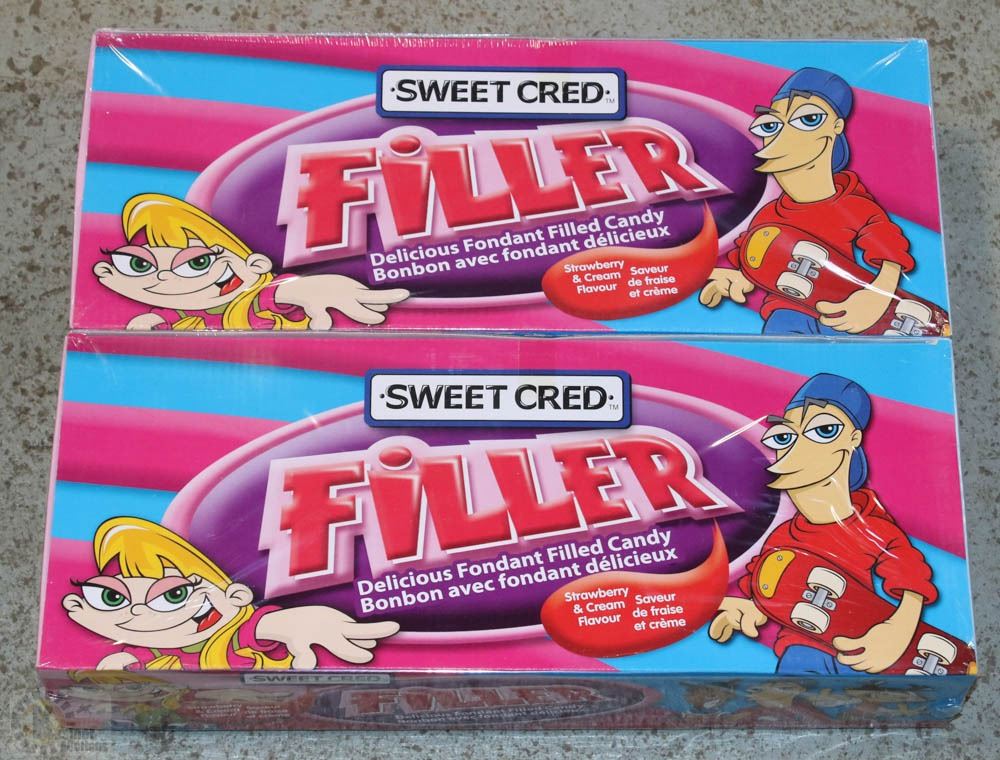 ·SWEET CRED·™
FiLLER
Delicious Fondant Filled Candy
Bonbon avec fondant délicieux
Strawberry
& Cream
Flavour
Saveur
de fraise
et crème
·SWEET CRED·™
FiLLER
Delicious Fondant Filled Candy
Bonbon avec fondant délicieux
Strawberry
& Cream
Flavour
Saveur
de fraise
et crème
SWEET CRED
FiLLER